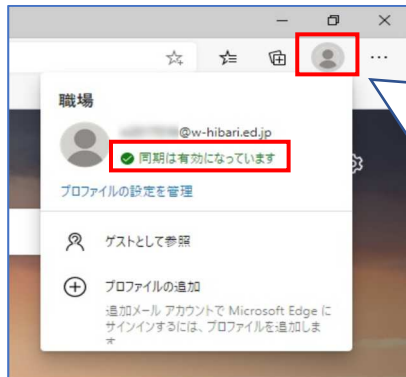 職場
@w-hibari.ed.jp
同期は有効になっています
プロファイルの設定を管理
ゲストとして参照
プロファイルの追加
追加メール アカウントで Microsoft Edge に
サインインするには、プロファイルを追加しま